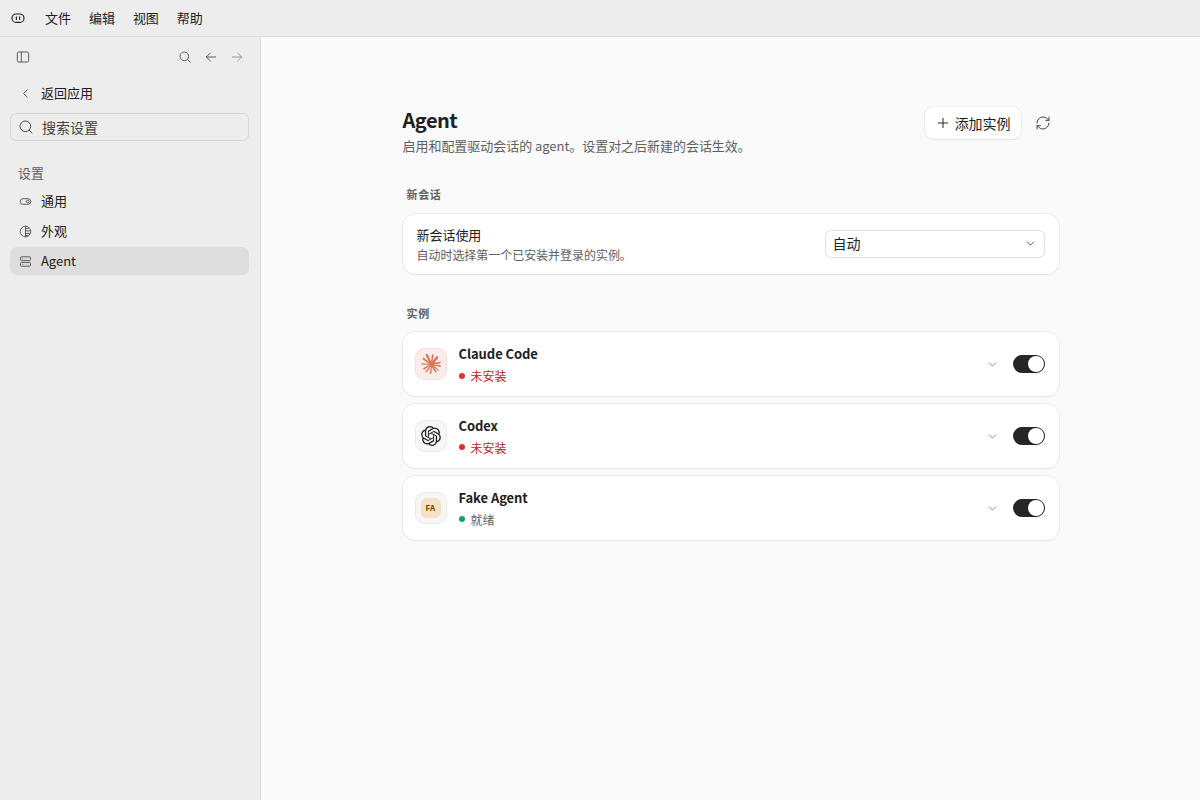 文件 编辑 视图 帮助
返回应用
搜索设置
设置
通用
外观
Agent
Agent
启用和配置驱动会话的 agent。设置对之后新建的会话生效。
添加实例
新会话
新会话使用
自动时选择第一个已安装并登录的实例。
自动
实例
Claude Code
未安装
Codex
未安装
FA
Fake Agent
就绪